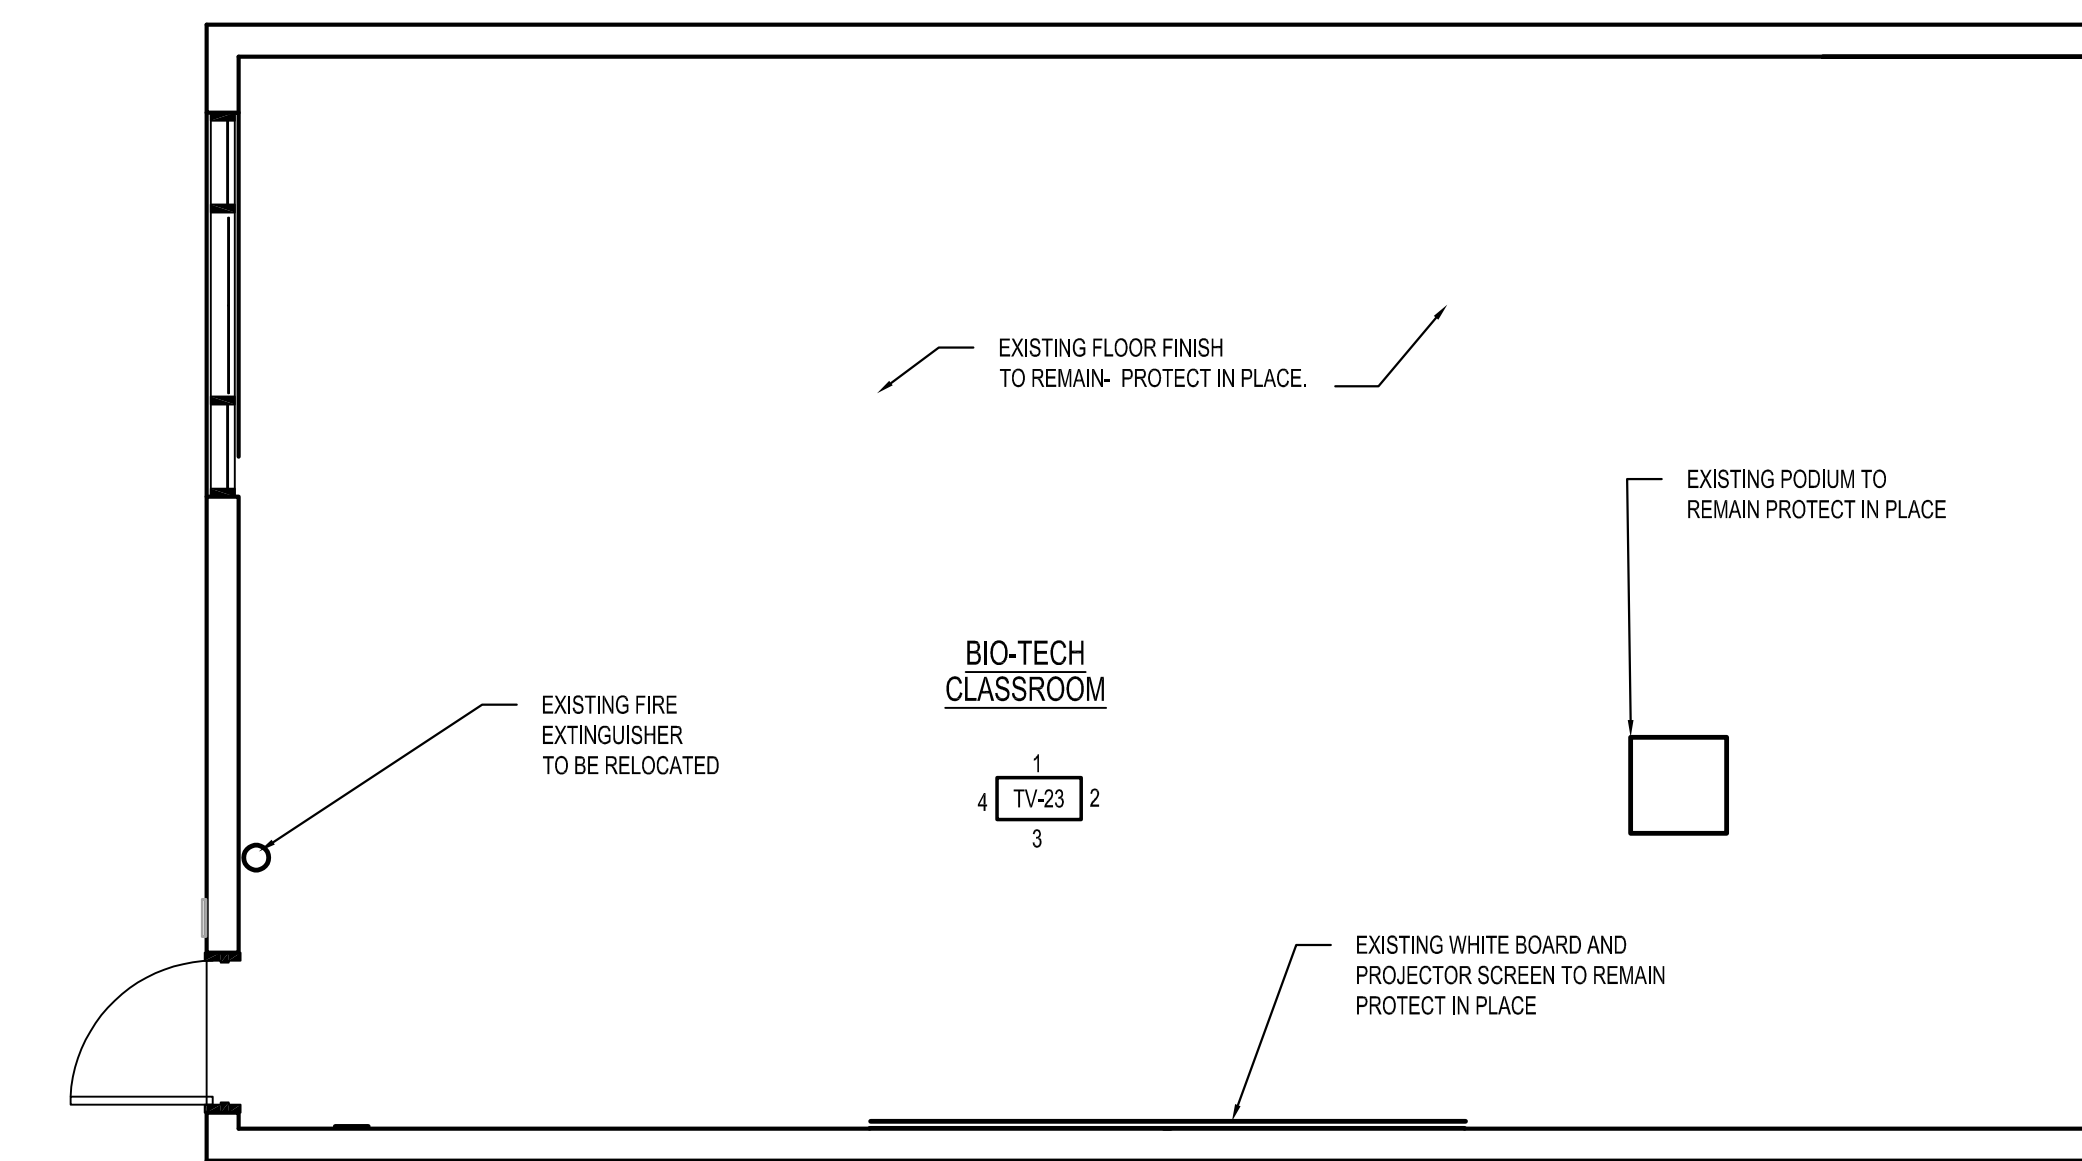 EXISTING FLOOR FINISH
TO REMAIN- PROTECT IN PLACE.
EXISTING PODIUM TO
REMAIN PROTECT IN PLACE
BIO-TECH
CLASSROOM
EXISTING FIRE
EXTINGUISHER
TO BE RELOCATED
1
4 TV-23 2
3
EXISTING WHITE BOARD AND
PROJECTOR SCREEN TO REMAIN
PROTECT IN PLACE